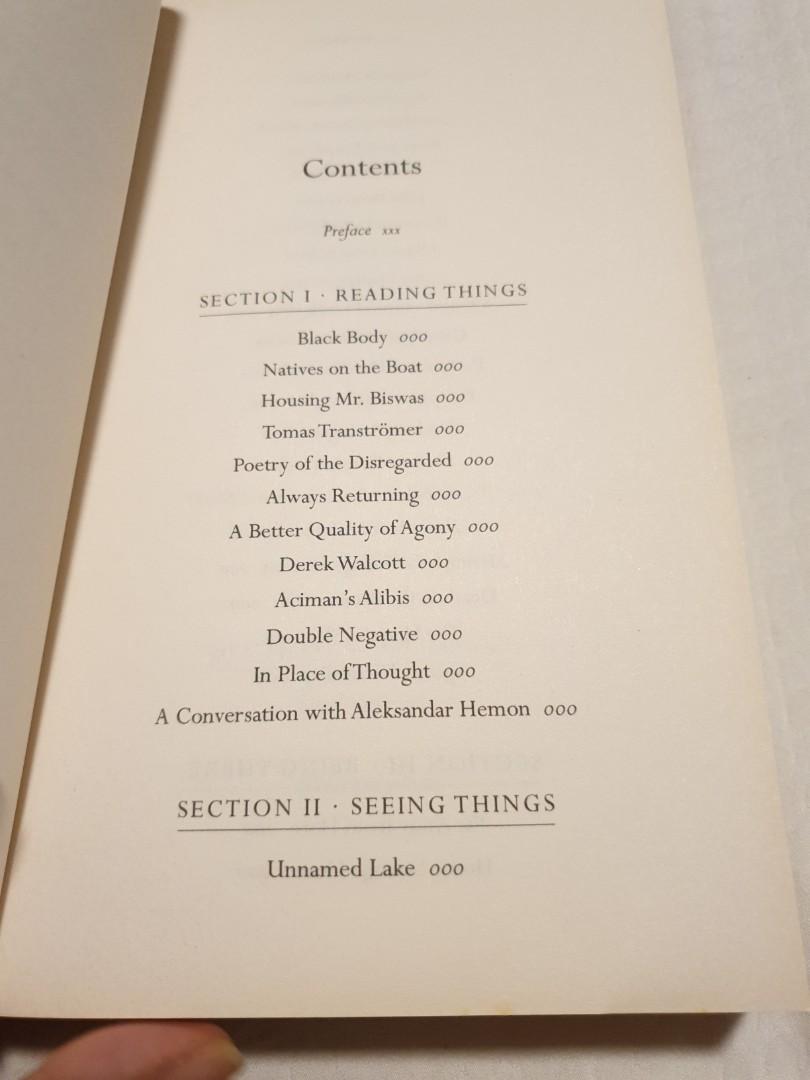 Contents
Preface xxx
SECTION I · READING THINGS
Black Body 000
Natives on the Boat 000
Housing Mr. Biswas 000
Tomas Tranströmer 000
Poetry of the Disregarded 000
Always Returning 000
A Better Quality of Agony 000
Derek Walcott 000
Aciman's Alibis 000
Double Negative 000
In Place of Thought 000
A Conversation with Aleksandar Hemon 000
SECTION II · SEEING THINGS
Unnamed Lake 000